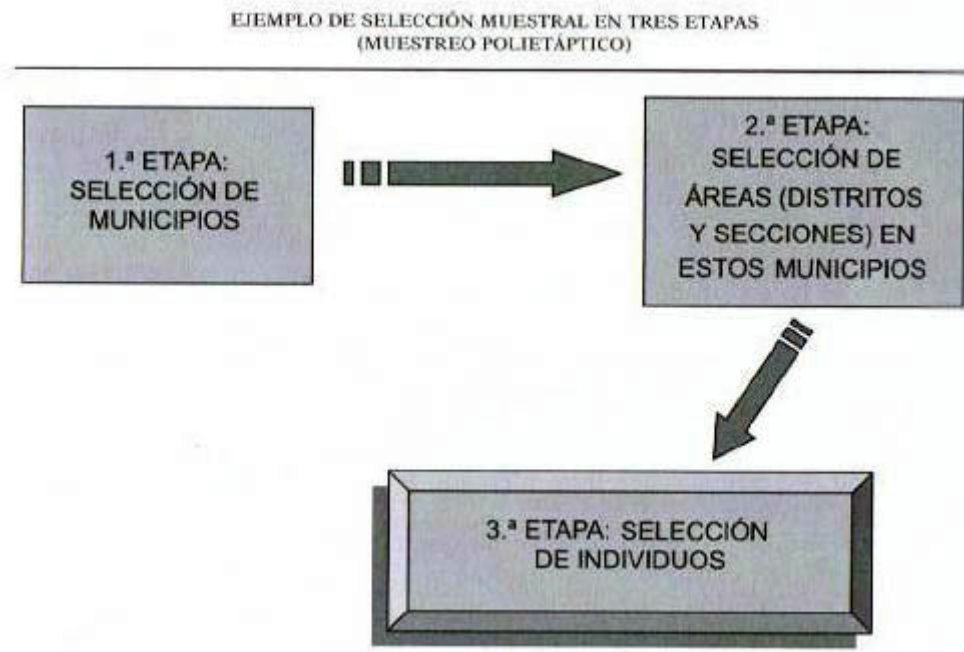 EJEMPLO DE SELECCIÓN MUESTRAL EN TRES ETAPAS
(MUESTREO POLIETÁPTICO)
1.ª ETAPA:
SELECCIÓN DE
MUNICIPIOS
2.ª ETAPA:
SELECCIÓN DE
ÁREAS (DISTRITOS
Y SECCIONES) EN
ESTOS MUNICIPIOS
3.ª ETAPA: SELECCIÓN
DE INDIVIDUOS